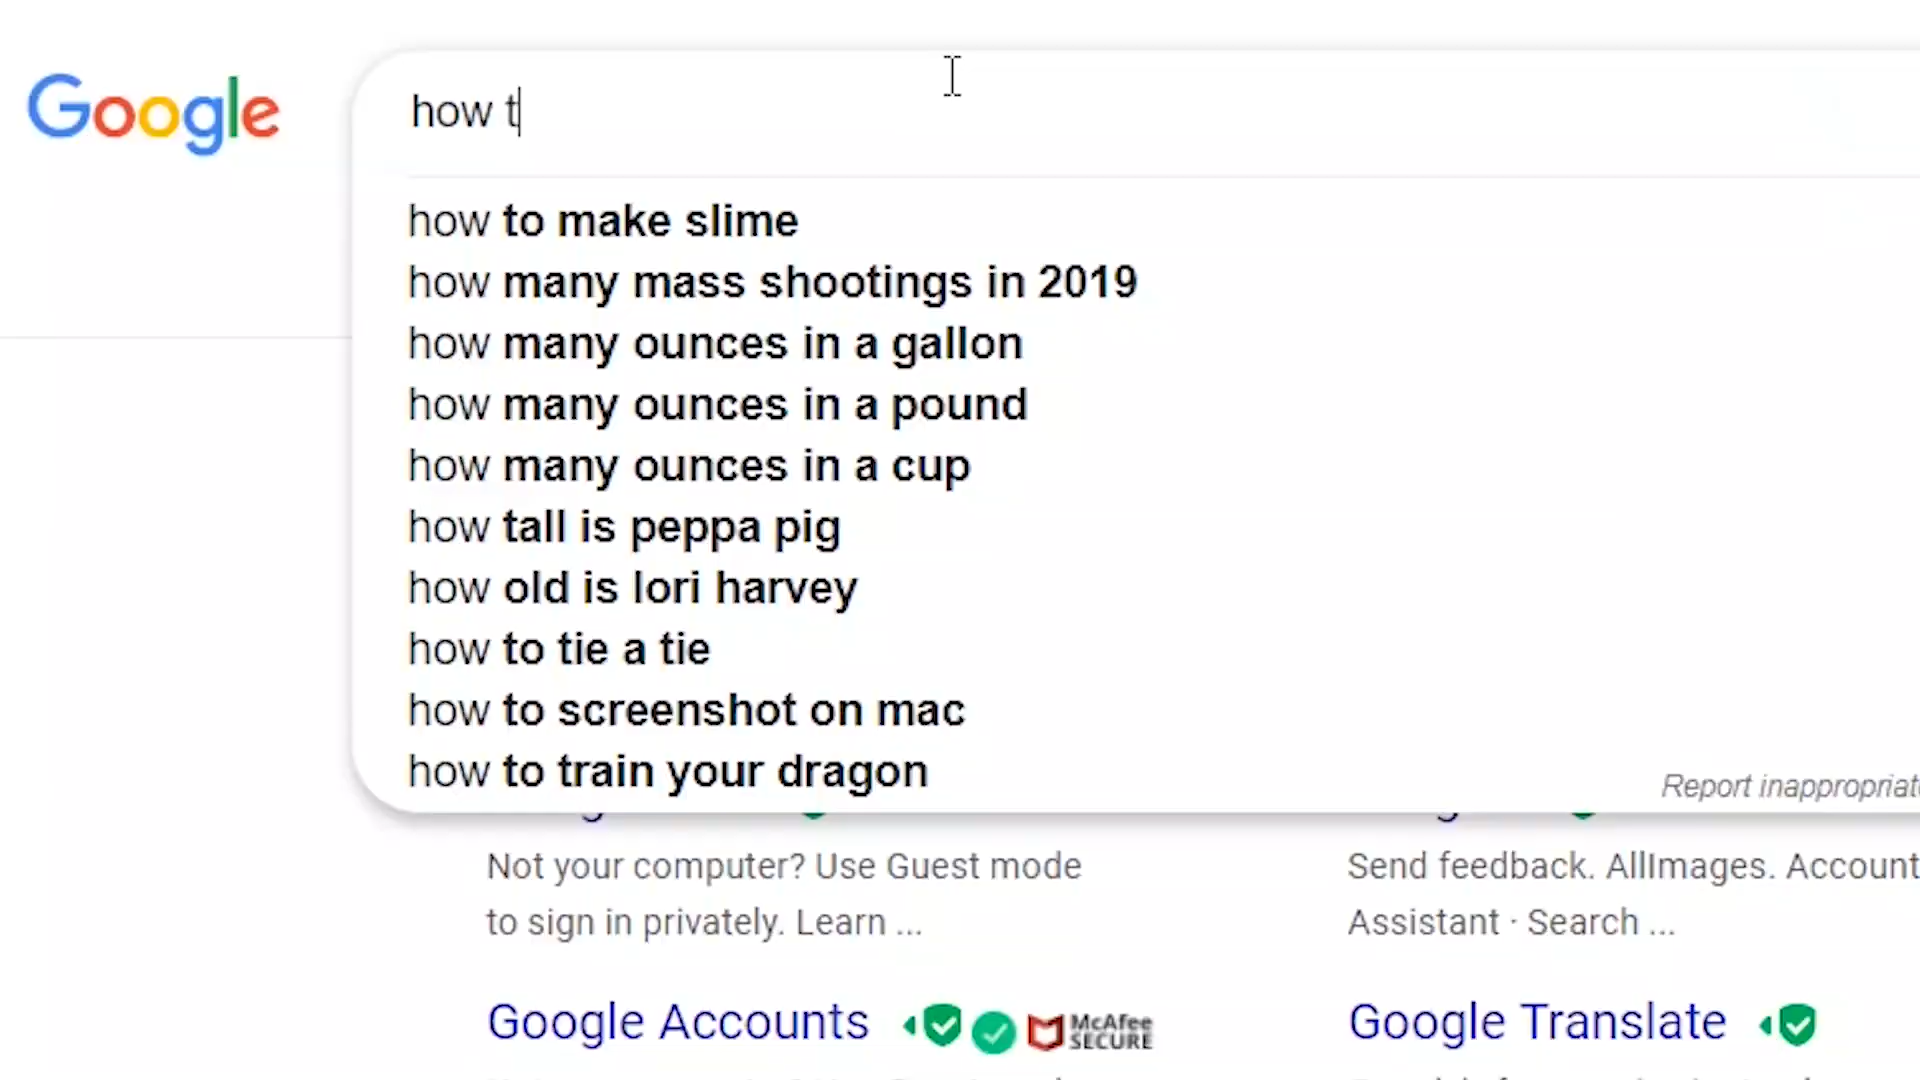 Google
how t
how to make slime
how many mass shootings in 2019
how many ounces in a gallon
how many ounces in a pound
how many ounces in a cup
how tall is peppa pig
how old is lori harvey
how to tie a tie
how to screenshot on mac
how to train your dragon
Report
Not your computer? Use Guest mode
to sign in privately. Learn ...
Send feedback. AllImages. Account
Assistant · Search ...
Google Accounts
McAfee
SECURE
Google Translate